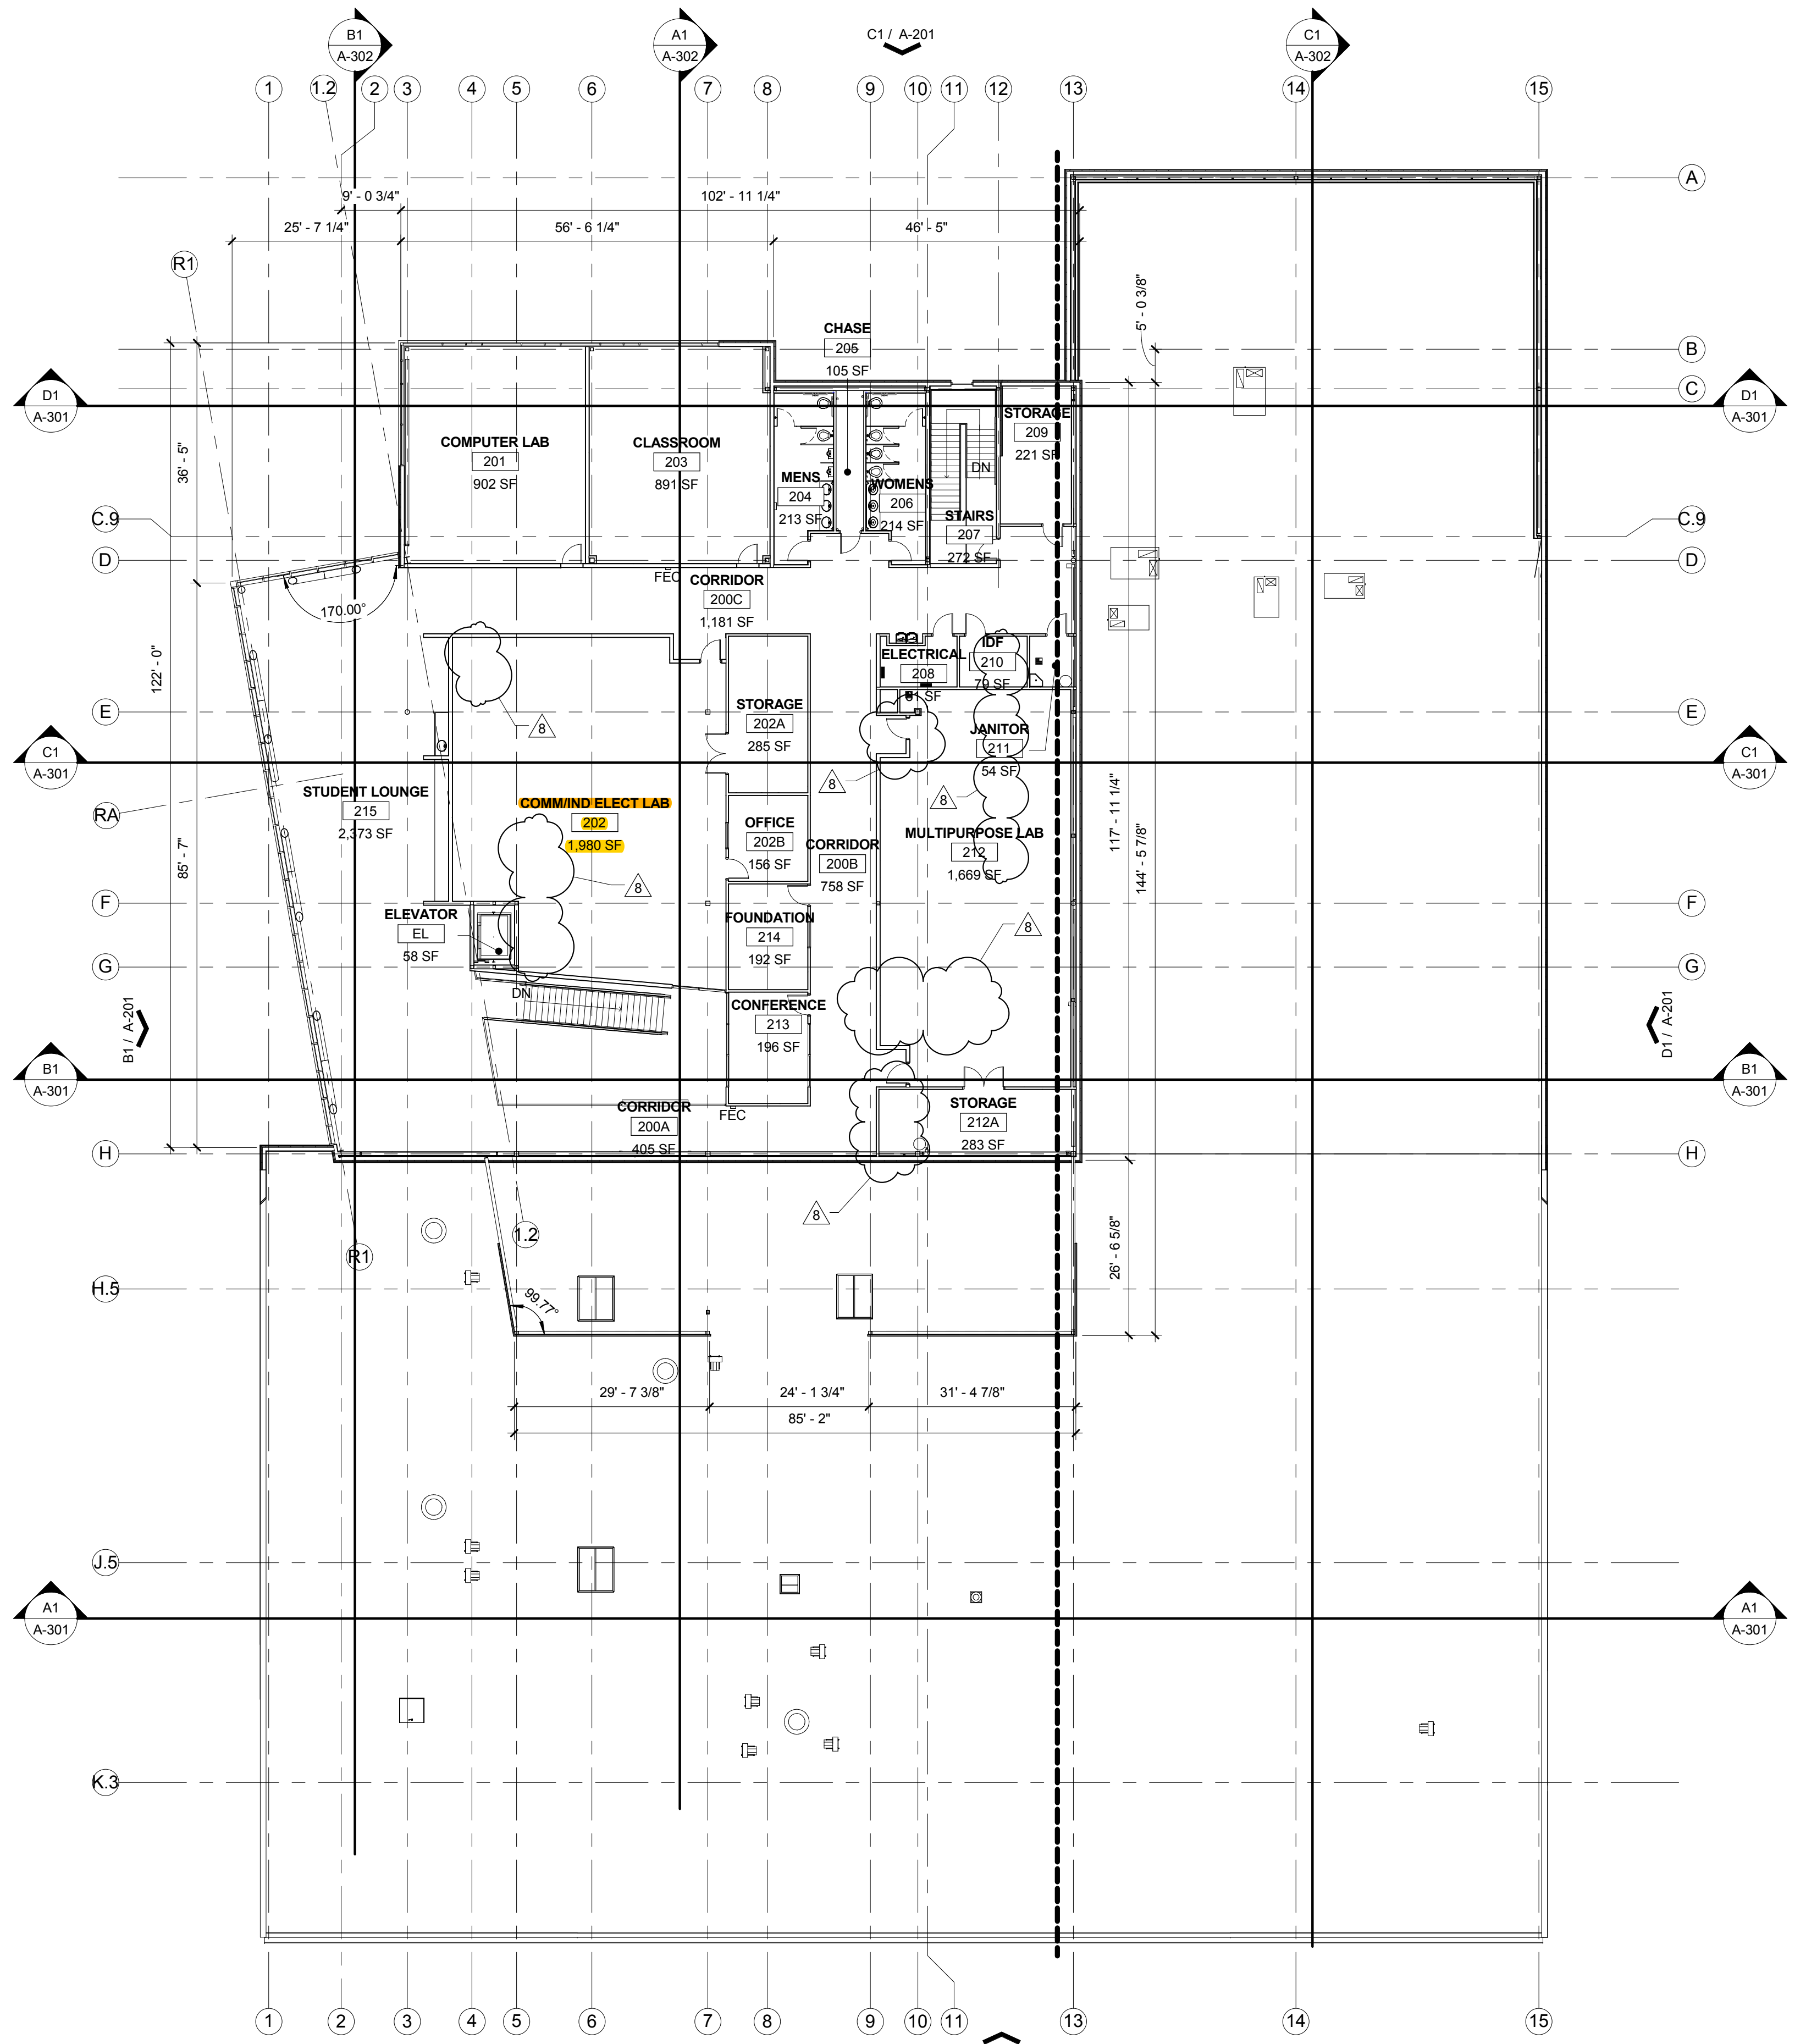 B1
A-302
A1
A-302
C1 / A-201
C1
A-302
1
1.2
2
3
4
5
6
7
8
9
10
11
12
13
14
15
A
9' - 0 3/4"
102' - 11 1/4"
25' - 7 1/4"
56' - 6 1/4"
46' - 5"
R1
5' - 0 3/8"
CHASE
205
105 SF
B
C
D1
A-301
D1
A-301
36' - 5"
COMPUTER LAB
201
902 SF
CLASSROOM
203
891 SF
MENS
204
213 SF
WOMENS
206
214 SF
DN
STAIRS
207
272 SF
STORAGE
209
221 SF
C.9
C.9
D
D
170.00°
FEC
CORRIDOR
200C
1,181 SF
122' - 0"
ELECTRICAL
208
IDF
210
79 SF
E
8
STORAGE
202A
285 SF
JANITOR
211
54 SF
E
C1
A-301
C1
A-301
8
8
RA
STUDENT LOUNGE
215
2,373 SF
COMM/IND ELECT LAB
202
1,980 SF
OFFICE
202B
156 SF
CORRIDOR
200B
758 SF
MULTIPURPOSE LAB
212
1,669 SF
117' - 11 1/4"
144' - 5 7/8"
85' - 7"
8
F
F
ELEVATOR
EL
58 SF
FOUNDATION
214
192 SF
8
G
G
DN
CONFERENCE
213
196 SF
B1 / A-201
D1 / A-201
B1
A-301
B1
A-301
CORRIDOR
200A
405 SF
FEC
STORAGE
212A
283 SF
H
H
8
1.2
R1
26' - 6 5/8"
H.5
99.77°
29' - 7 3/8"
24' - 1 3/4"
31' - 4 7/8"
85' - 2"
J.5
A1
A-301
A1
A-301
K.3
1
2
3
4
5
6
7
8
9
10
11
13
14
15